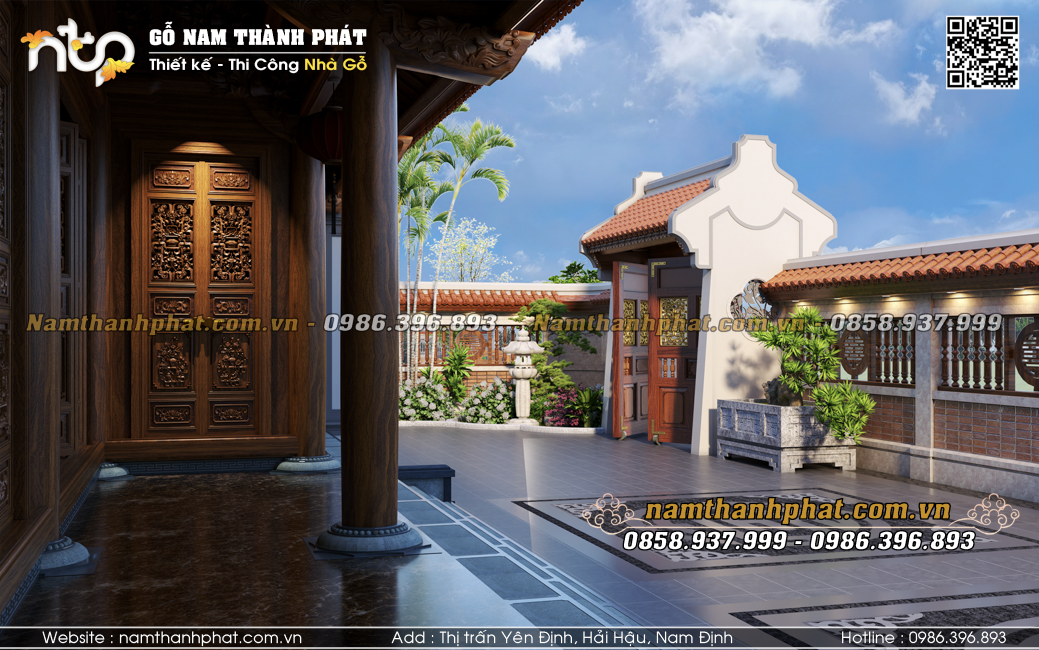 ntp
GỖ NAM THÀNH PHÁT
Thiết kế - Thi Công Nhà Gỗ
Namthanhphat.com.vn - 0986.396.893
Namthanhphat.com.vn - 0858.937.999
namthanhphat.com.vn
0858.937.999 - 0986.396.893
Website : namthanhphat.com.vn
Add : Thị trấn Yên Định, Hải Hậu, Nam Định
Hotline : 0986.396.893